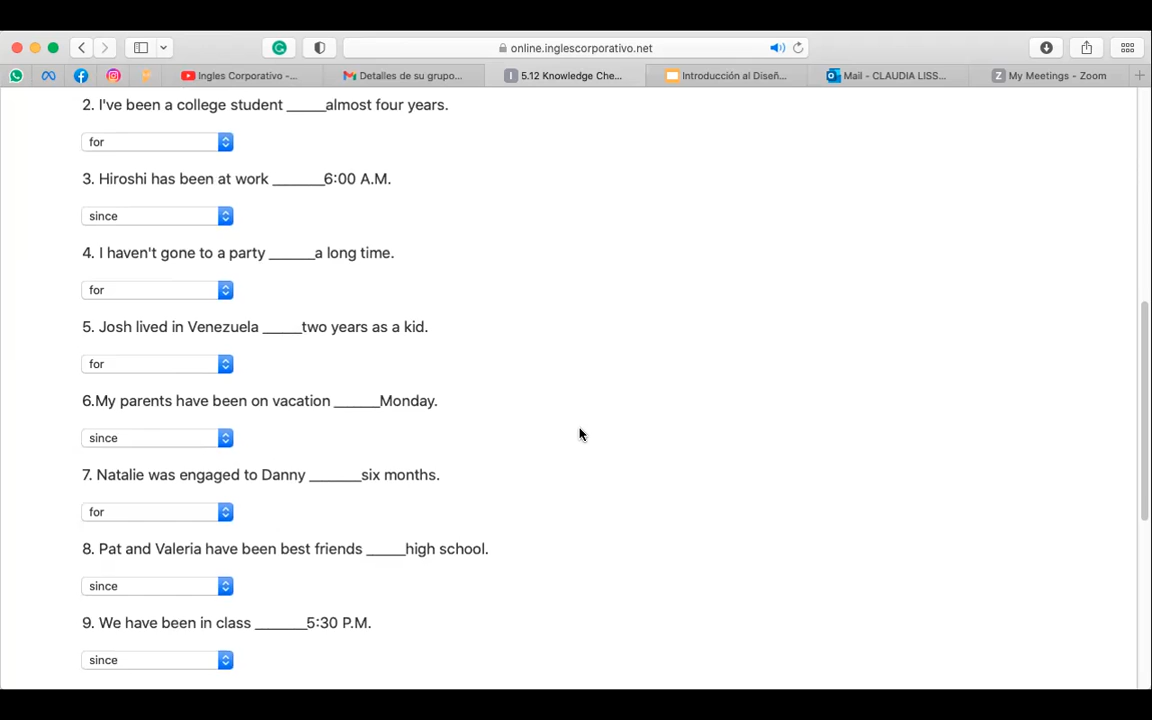 online.inglescorporativo.net
Ingles Corporativo -...
Detalles de su grupo...
5.12 Knowledge Che...
Introducción al Diseñ...
Mail - CLAUDIA LISS...
My Meetings - Zoom
2. I've been a college student _____almost four years.
for
3. Hiroshi has been at work _______6:00 A.M.
since
4. I haven't gone to a party ______a long time.
for
5. Josh lived in Venezuela _____two years as a kid.
for
6.My parents have been on vacation ______Monday.
since
7. Natalie was engaged to Danny _______six months.
for
8. Pat and Valeria have been best friends _____high school.
since
9. We have been in class _______5:30 P.M.
since